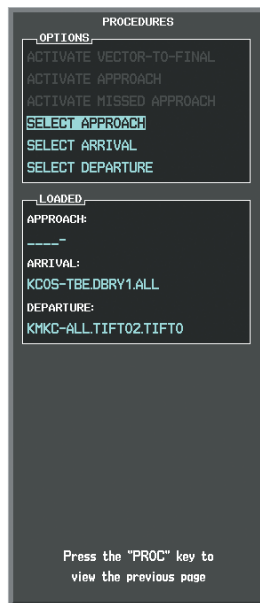 PROCEDURES
OPTIONS
ACTIVATE VECTOR-TO-FINAL
ACTIVATE APPROACH
ACTIVATE MISSED APPROACH
SELECT APPROACH
SELECT ARRIVAL
SELECT DEPARTURE
LOADED
APPROACH:
____-
ARRIVAL:
KCOS-TBE.DBRY1.ALL
DEPARTURE:
KMKC-ALL.TIFTO2.TIFTO
Press the "PROC" key to
view the previous page